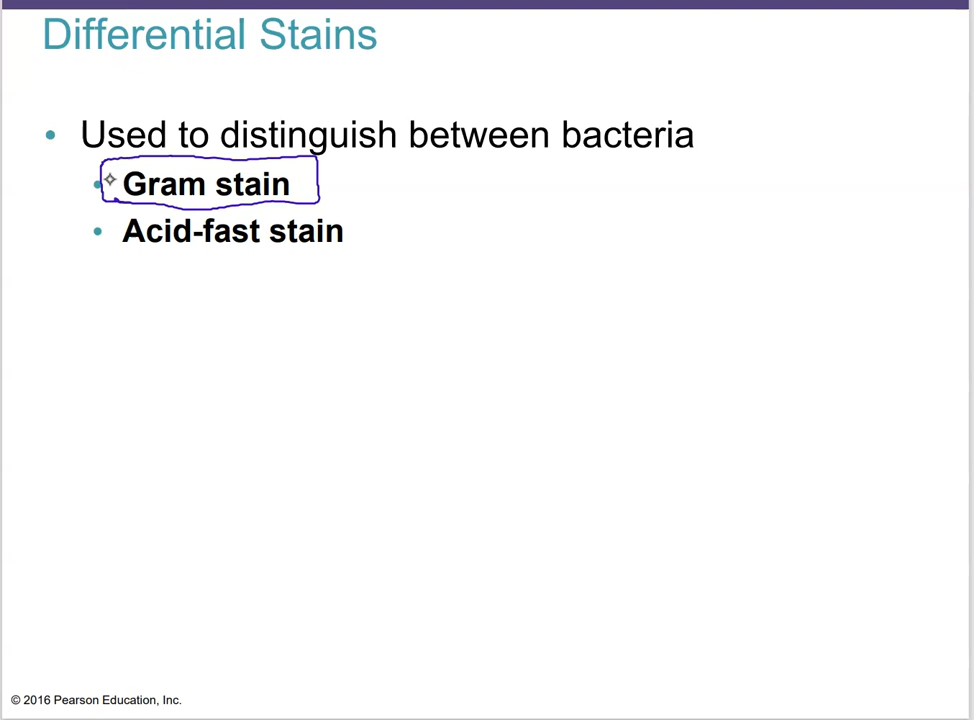 Differential Stains
• Used to distinguish between bacteria
• Gram stain
• Acid-fast stain
© 2016 Pearson Education, Inc.